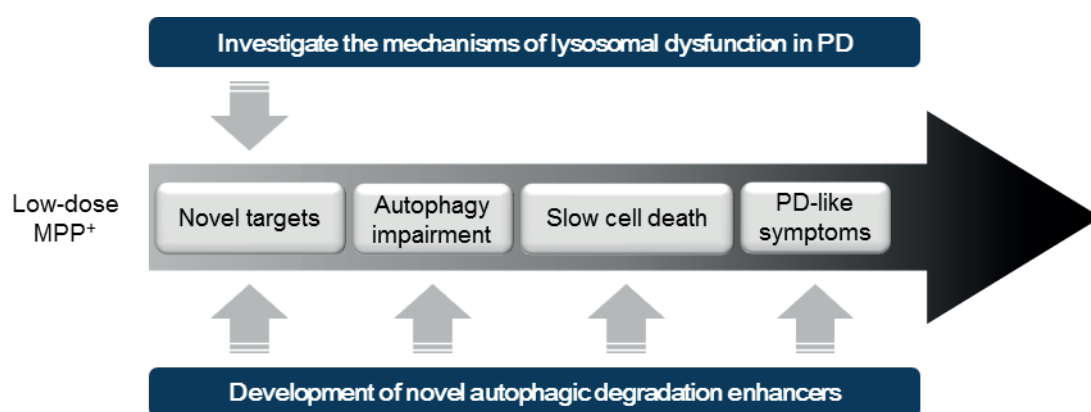 Investigate the mechanisms of lysosomal dysfunction in PD
Low-dose
MPP⁺
Novel targets
Autophagy
impairment
Slow cell death
PD-like
symptoms
Development of novel autophagic degradation enhancers